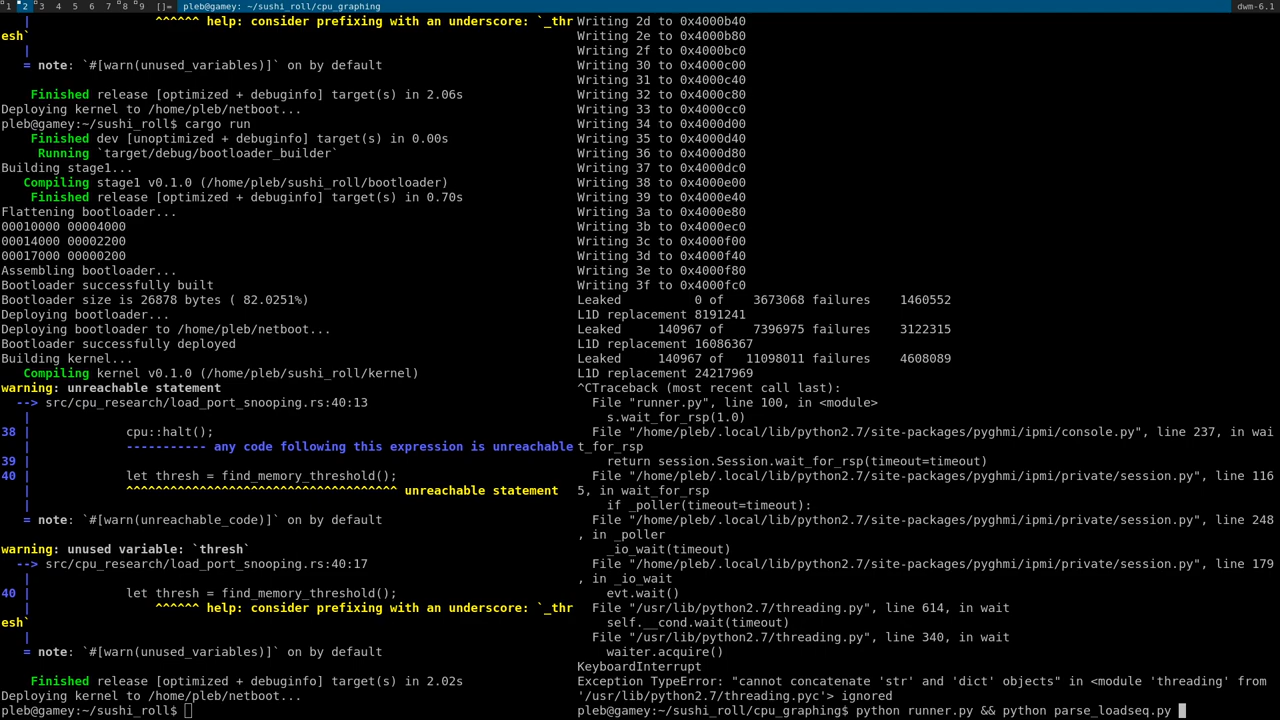 1 2 3 4 5 6 7 8 9 []= pleb@gamey: ~/sushi_roll/cpu_graphing dwm-6.1
^^^^^^ help: consider prefixing with an underscore: `_thr
esh`
|
= note: `#[warn(unused_variables)]` on by default
Finished release [optimized + debuginfo] target(s) in 2.06s
Deploying kernel to /home/pleb/netboot...
pleb@gamey:~/sushi_roll$ cargo run
Finished dev [unoptimized + debuginfo] target(s) in 0.00s
Running `target/debug/bootloader_builder`
Building stage1...
Compiling stage1 v0.1.0 (/home/pleb/sushi_roll/bootloader)
Finished release [optimized + debuginfo] target(s) in 0.70s
Flattening bootloader...
00010000 00004000
00014000 00002200
00017000 00000200
Assembling bootloader...
Bootloader successfully built
Bootloader size is 26878 bytes ( 82.0251%)
Deploying bootloader...
Deploying bootloader to /home/pleb/netboot...
Bootloader successfully deployed
Building kernel...
Compiling kernel v0.1.0 (/home/pleb/sushi_roll/kernel)
warning: unreachable statement
--> src/cpu_research/load_port_snooping.rs:40:13
|
38 | cpu::halt();
| ----------- any code following this expression is unreachable
39 |
40 | let thresh = find_memory_threshold();
| ^^^^^^^^^^^^^^^^^^^^^^^^^^^^^^^^^^^^^ unreachable statement
|
= note: `#[warn(unreachable_code)]` on by default
warning: unused variable: `thresh`
--> src/cpu_research/load_port_snooping.rs:40:17
|
40 | let thresh = find_memory_threshold();
| ^^^^^^ help: consider prefixing with an underscore: `_thr
esh`
|
= note: `#[warn(unused_variables)]` on by default
Finished release [optimized + debuginfo] target(s) in 2.02s
Deploying kernel to /home/pleb/netboot...
pleb@gamey:~/sushi_roll$
Writing 2d to 0x4000b40
Writing 2e to 0x4000b80
Writing 2f to 0x4000bc0
Writing 30 to 0x4000c00
Writing 31 to 0x4000c40
Writing 32 to 0x4000c80
Writing 33 to 0x4000cc0
Writing 34 to 0x4000d00
Writing 35 to 0x4000d40
Writing 36 to 0x4000d80
Writing 37 to 0x4000dc0
Writing 38 to 0x4000e00
Writing 39 to 0x4000e40
Writing 3a to 0x4000e80
Writing 3b to 0x4000ec0
Writing 3c to 0x4000f00
Writing 3d to 0x4000f40
Writing 3e to 0x4000f80
Writing 3f to 0x4000fc0
Leaked 0 of 3673068 failures 1460552
L1D replacement 8191241
Leaked 140967 of 7396975 failures 3122315
L1D replacement 16086367
Leaked 140967 of 11098011 failures 4608089
L1D replacement 24217969
^CTraceback (most recent call last):
File "runner.py", line 100, in <module>
s.wait_for_rsp(1.0)
File "/home/pleb/.local/lib/python2.7/site-packages/pyghmi/ipmi/console.py", line 237, in wai
t_for_rsp
return session.Session.wait_for_rsp(timeout=timeout)
File "/home/pleb/.local/lib/python2.7/site-packages/pyghmi/ipmi/private/session.py", line 116
5, in wait_for_rsp
if _poller(timeout=timeout):
File "/home/pleb/.local/lib/python2.7/site-packages/pyghmi/ipmi/private/session.py", line 248
, in _poller
_io_wait(timeout)
File "/home/pleb/.local/lib/python2.7/site-packages/pyghmi/ipmi/private/session.py", line 179
, in _io_wait
evt.wait()
File "/usr/lib/python2.7/threading.py", line 614, in wait
self.__cond.wait(timeout)
File "/usr/lib/python2.7/threading.py", line 340, in wait
waiter.acquire()
KeyboardInterrupt
Exception TypeError: "cannot concatenate 'str' and 'dict' objects" in <module 'threading' from
'/usr/lib/python2.7/threading.pyc'> ignored
pleb@gamey:~/sushi_roll/cpu_graphing$ python runner.py && python parse_loadseq.py